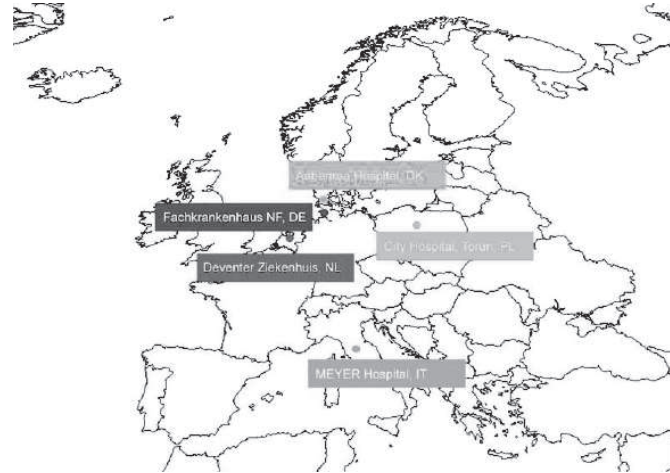 Aabenraa Hospital, DK
Fachkrankenhaus NF, DE
City Hospital, Torun, PL
Deventer Ziekenhuis, NL
MEYER Hospital, IT